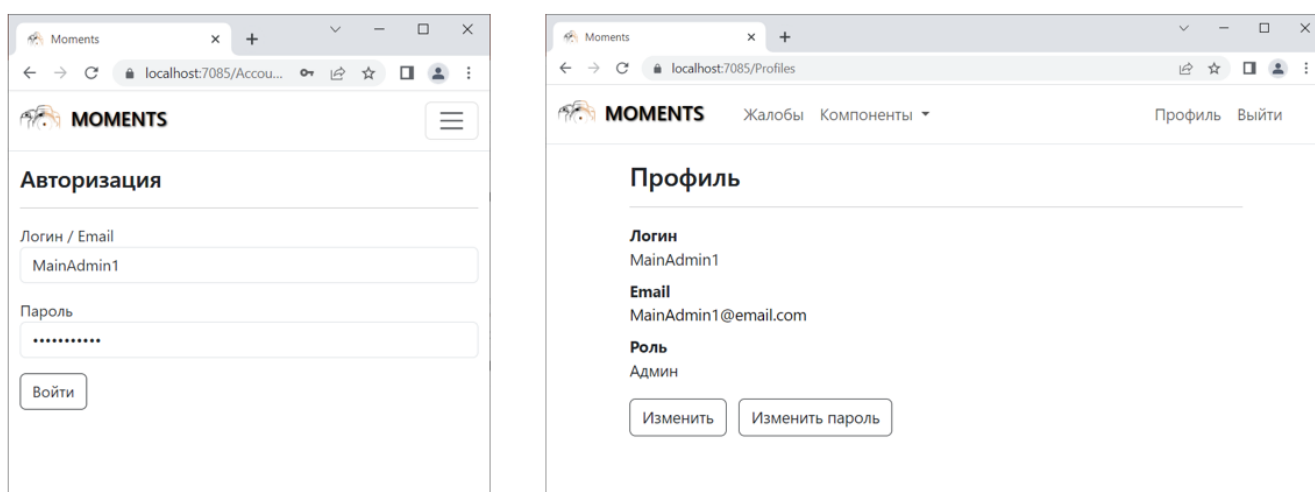 Moments
localhost:7085/Accou...
MOMENTS
Авторизация
Логин / Email
MainAdmin1
Пароль
•••••••••••
Войти
Moments
localhost:7085/Profiles
MOMENTS Жалобы Компоненты Профиль Выйти
Профиль
Логин
MainAdmin1
Email
MainAdmin1@email.com
Роль
Админ
Изменить Изменить пароль